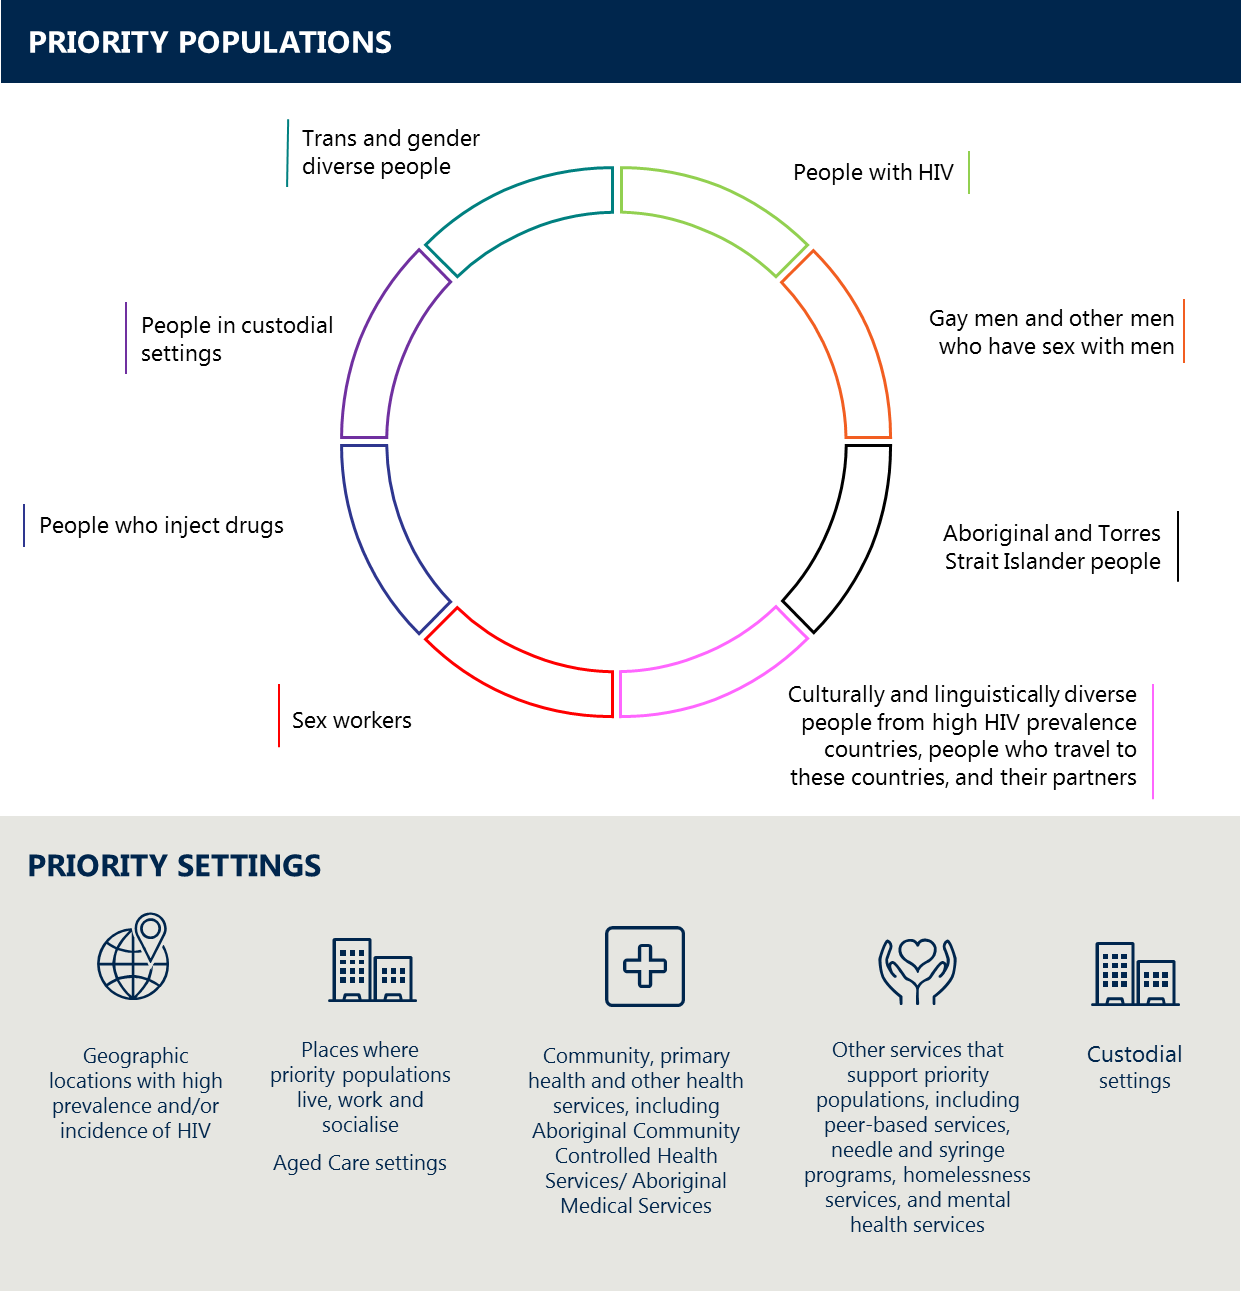 PRIORITY POPULATIONS
Trans and gender
diverse people
People with HIV
People in custodial
settings
Gay men and other men
who have sex with men
People who inject drugs
Aboriginal and Torres
Strait Islander people
Sex workers
Culturally and linguistically diverse
people from high HIV prevalence
countries, people who travel to
these countries, and their partners
PRIORITY SETTINGS
Geographic
locations with high
prevalence and/or
incidence of HIV
Places where
priority populations
live, work and
socialise
Aged Care settings
Community, primary
health and other health
services, including
Aboriginal Community
Controlled Health
Services/ Aboriginal
Medical Services
Other services that
support priority
populations, including
peer-based services,
needle and syringe
programs, homelessness
services, and mental
health services
Custodial
settings